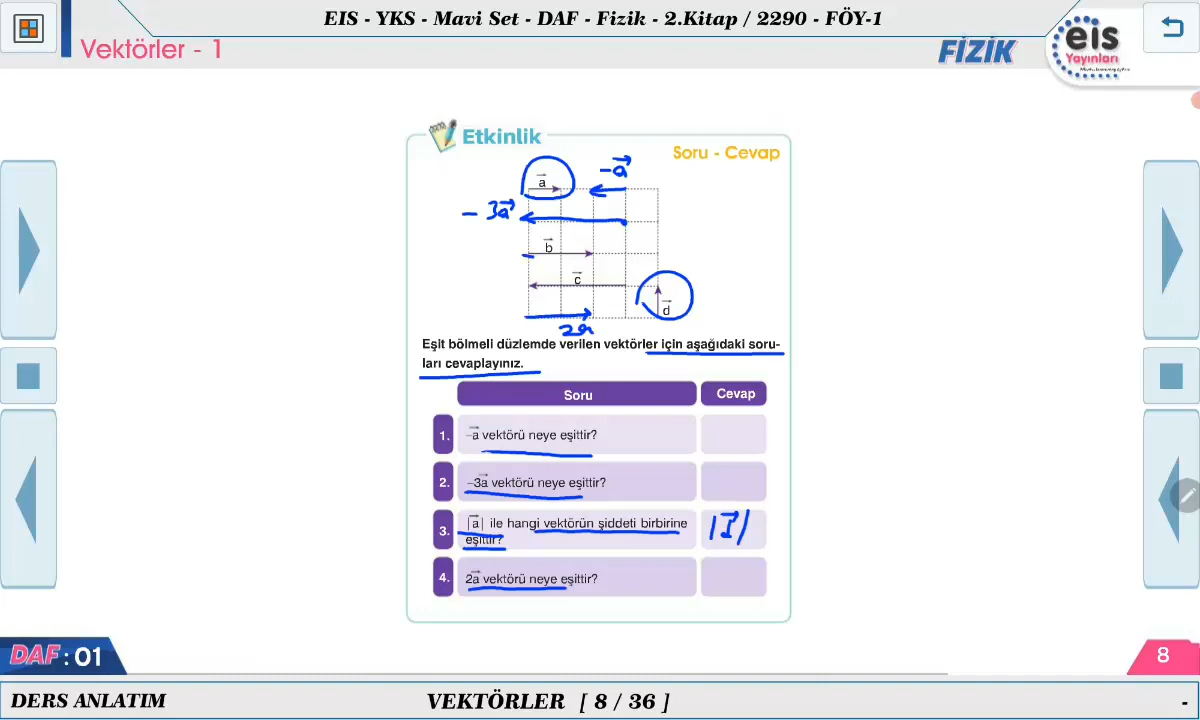 EIS - YKS - Mavi Set - DAF - Fizik - 2.Kitap / 2290 - FÖY-1
Vektörler - 1
FİZİK
eis
Yayınları
Etkinlik
Soru - Cevap
a
-a
-3a
b
c
d
2a
Eşit bölmeli düzlemde verilen vektörler için aşağıdaki soru-
ları cevaplayınız.
Soru
Cevap
1.
-a vektörü neye eşittir?
2.
-3a vektörü neye eşittir?
3.
|a| ile hangi vektörün şiddeti birbirine
eşittir?
4.
2a vektörü neye eşittir?
DAF : 01
8
DERS ANLATIM
VEKTÖRLER [ 8 / 36 ]
-